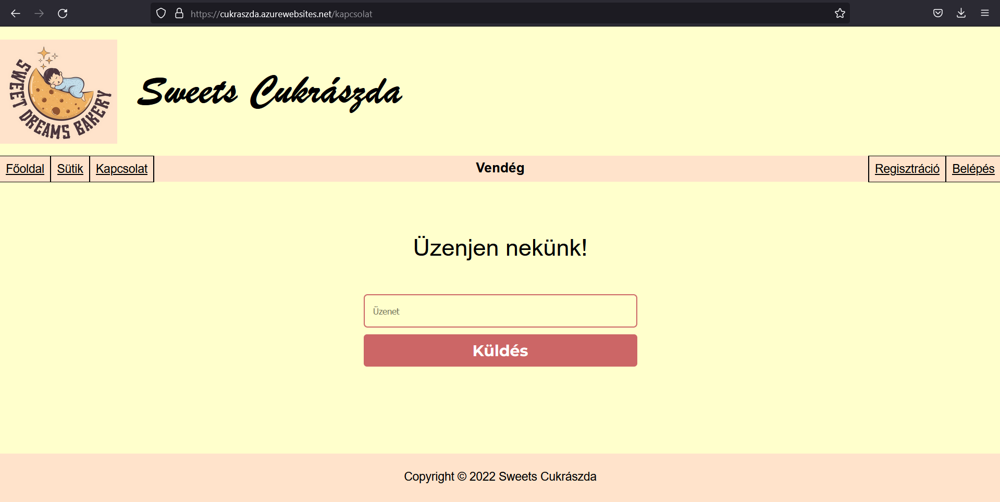 https://cukraszda.azurewebsites.net/kapcsolat
SWEET DREAMS BAKERY
Sweets Cukrászda
Főoldal Sütik Kapcsolat Vendég Regisztráció Belépés
Üzenjen nekünk!
Üzenet
Küldés
Copyright © 2022 Sweets Cukrászda